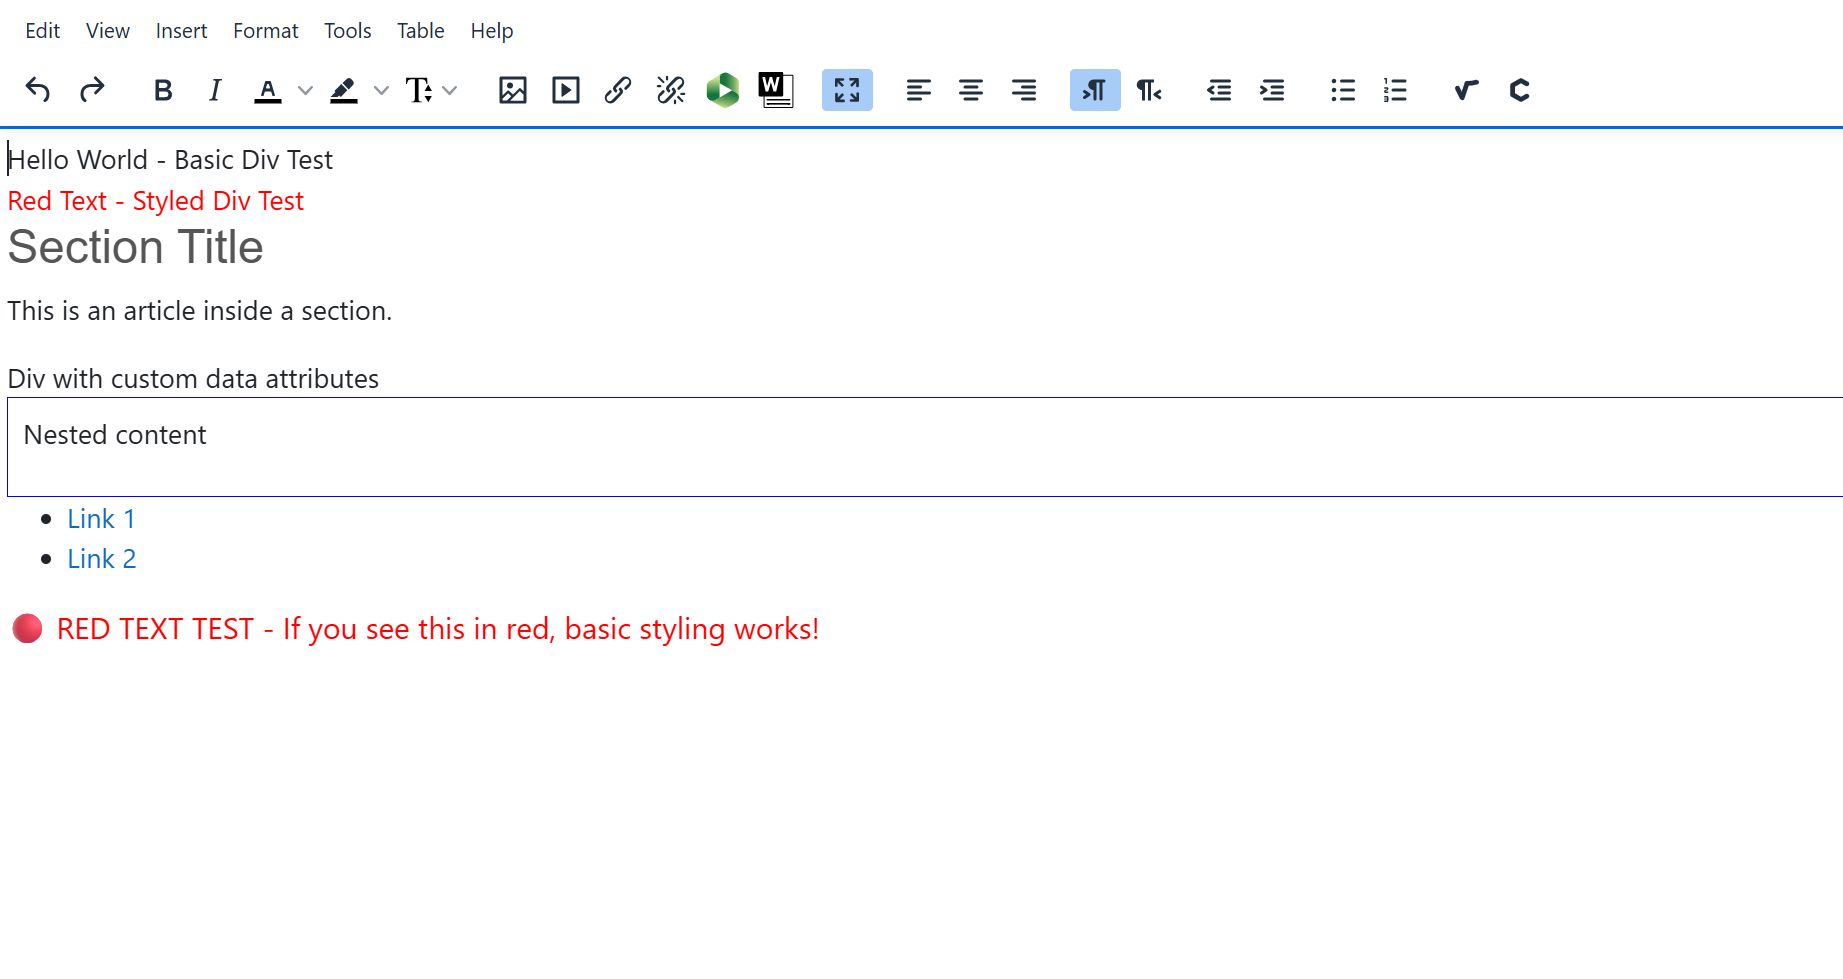 Edit View Insert Format Tools Table Help
Hello World - Basic Div Test
Red Text - Styled Div Test
Section Title
This is an article inside a section.
Div with custom data attributes
Nested content
Link 1
Link 2
RED TEXT TEST - If you see this in red, basic styling works!